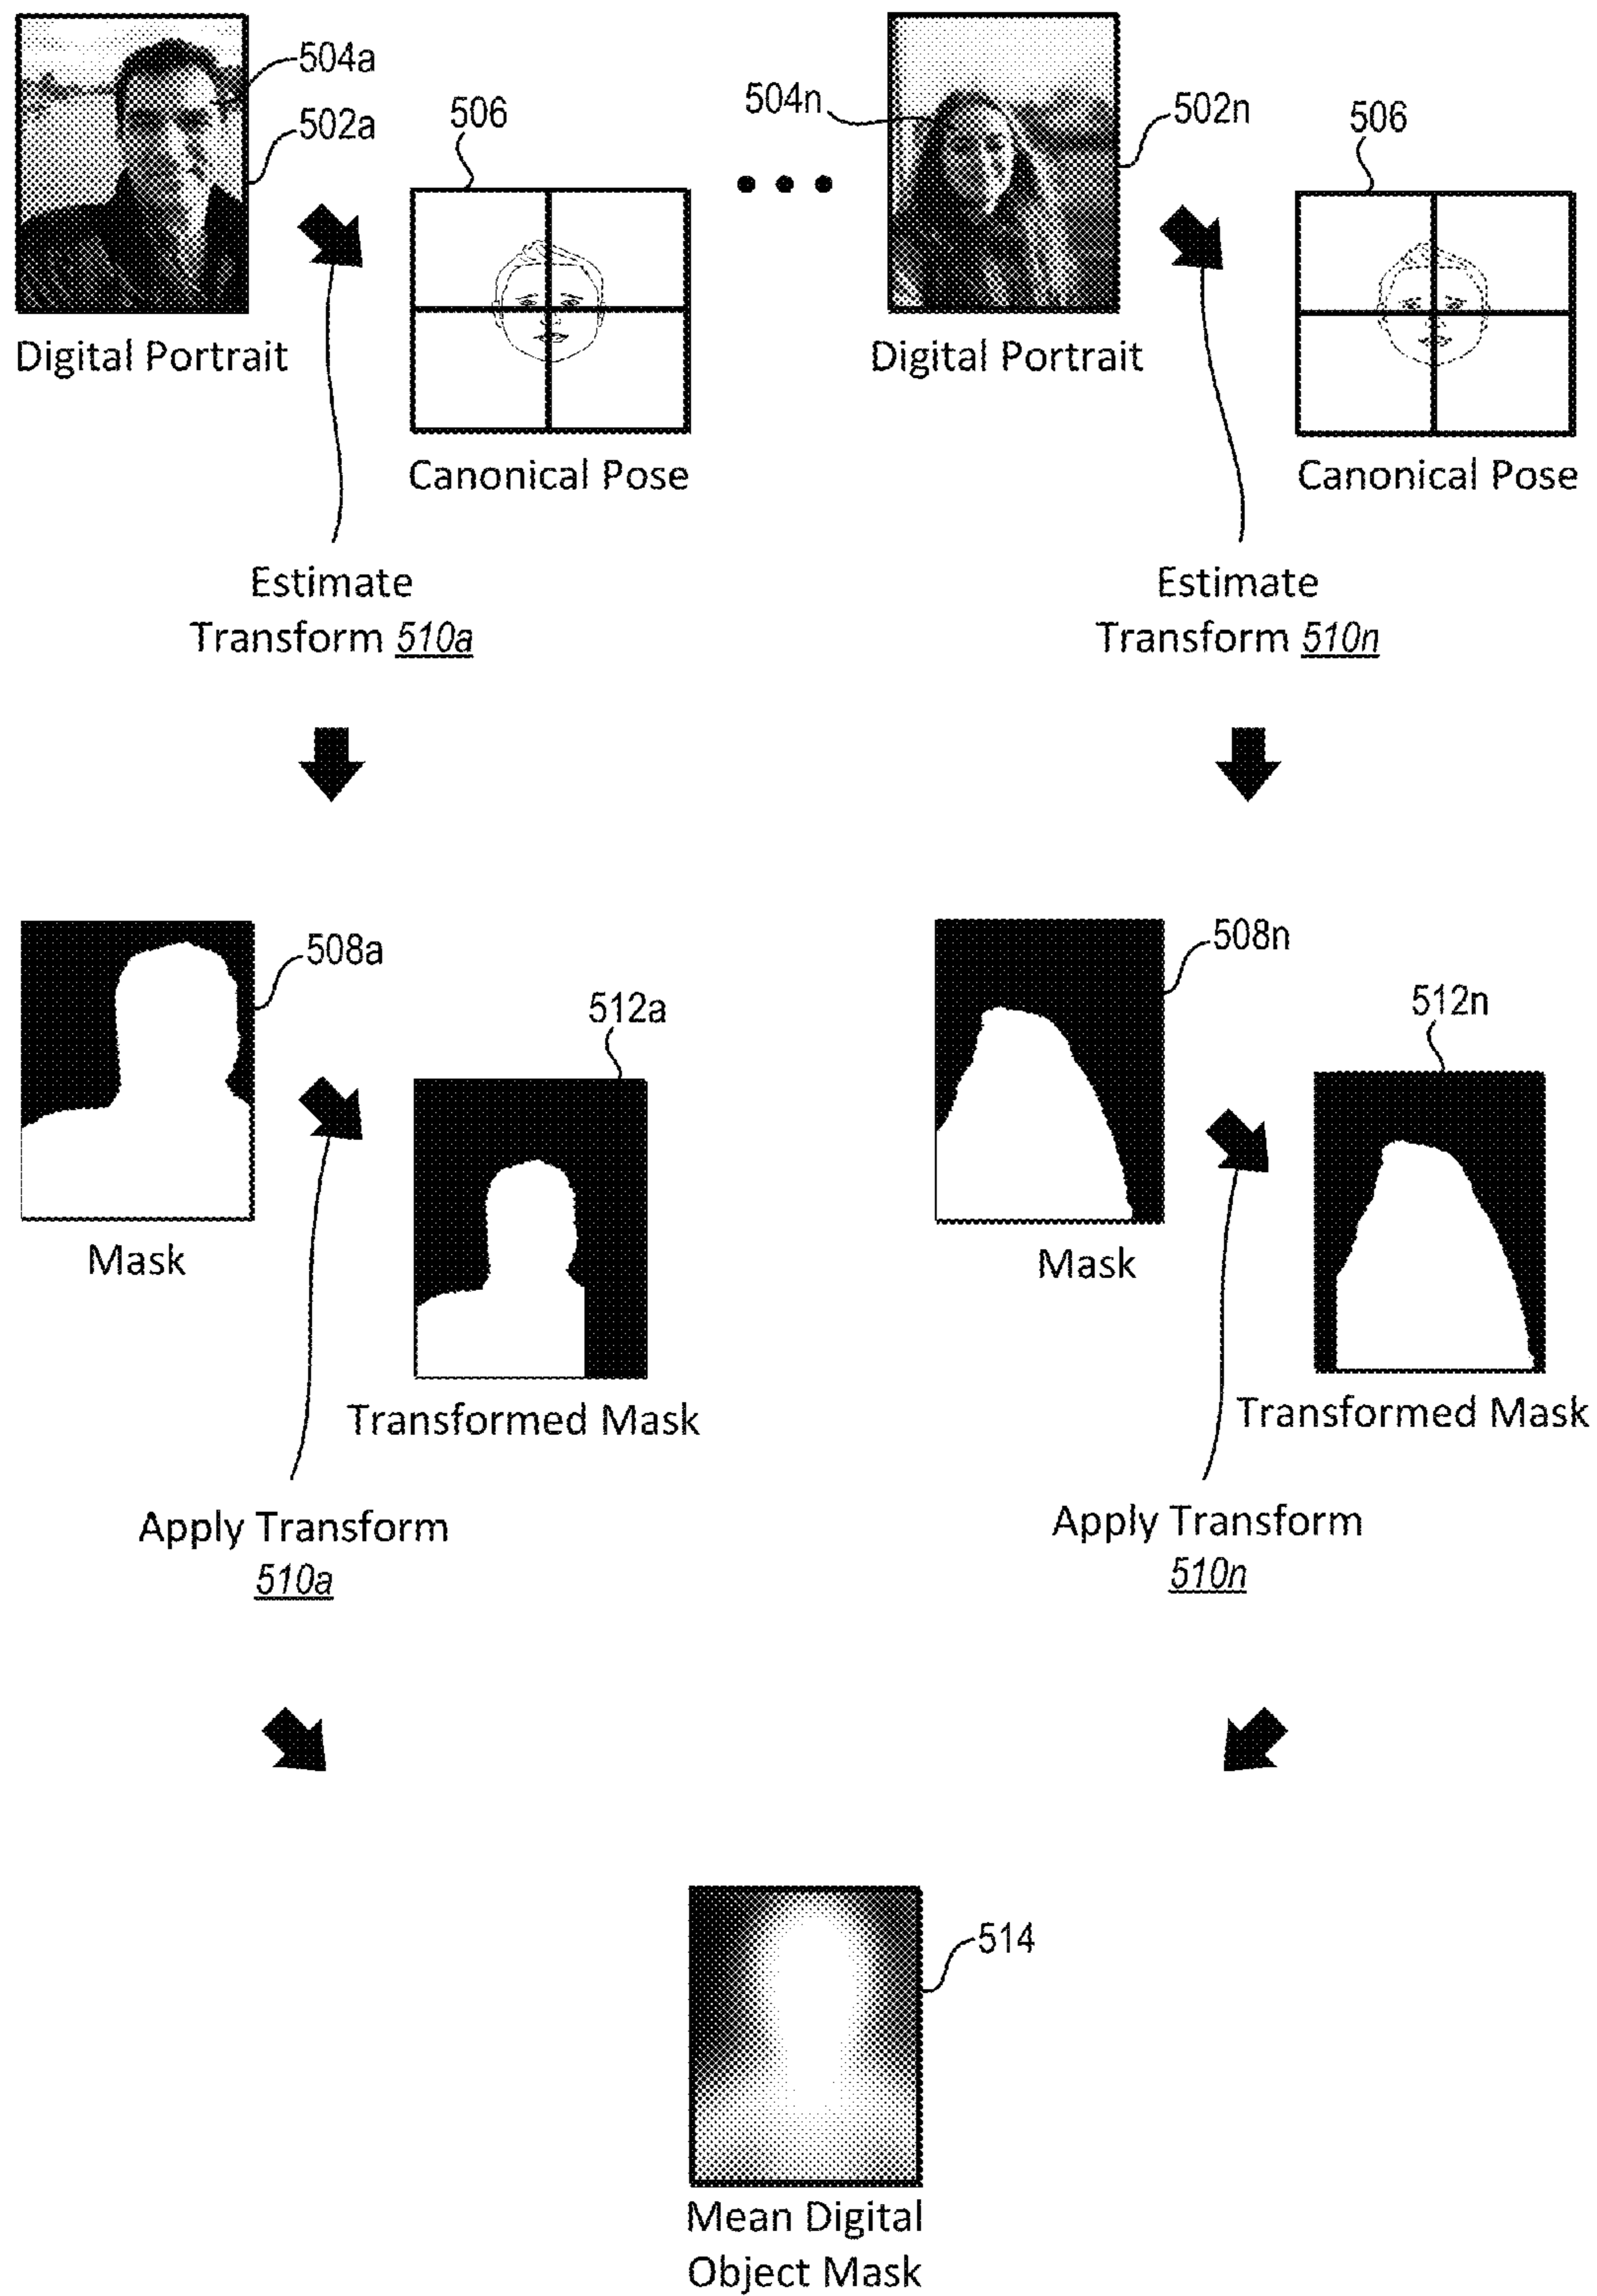 504a
502a
506
504n
502n
506
Digital Portrait
Canonical Pose
Digital Portrait
Canonical Pose
Estimate
Transform 510a
Estimate
Transform 510n
508a
512a
508n
512n
Mask
Transformed Mask
Mask
Transformed Mask
Apply Transform
510a
Apply Transform
510n
514
Mean Digital
Object Mask